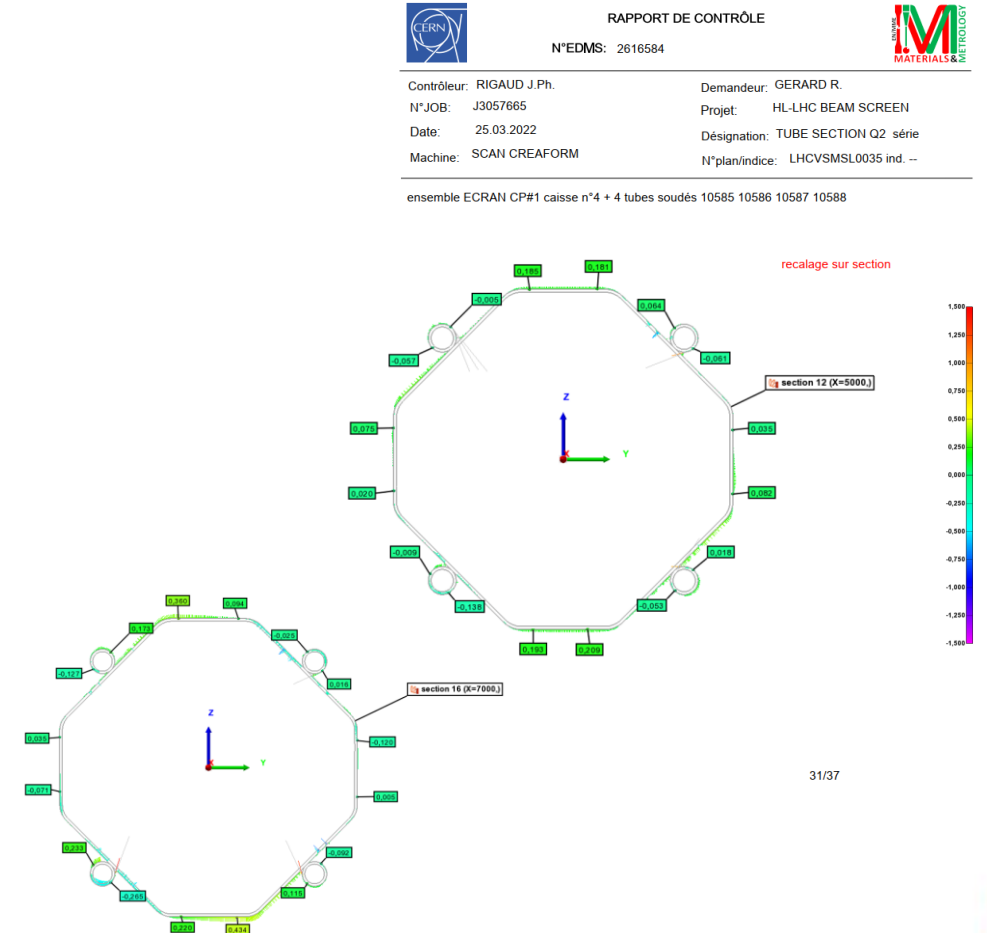 CERN
RAPPORT DE CONTRÔLE
N°EDMS: 2616584
EN/MME
MATERIALS&
METROLOGY
Contrôleur: RIGAUD J.Ph.
Demandeur: GERARD R.
N°JOB: J3057665
Projet: HL-LHC BEAM SCREEN
Date: 25.03.2022
Désignation: TUBE SECTION Q2 série
Machine: SCAN CREAFORM
N°plan/indice: LHCVSMSL0035 ind. --
ensemble ECRAN CP#1 caisse n°4 + 4 tubes soudés 10585 10586 10587 10588
recalage sur section
0,185
0,181
-0,005
0,064
-0,057
-0,061
section 12 (X=5000,)
Z
Y
0,075
0,035
0,020
0,082
-0,009
0,018
-0,138
-0,053
0,193
0,209
1,500
1,250
1,000
0,750
0,500
0,250
0,000
-0,250
-0,500
-0,750
-1,000
-1,250
-1,500
0,360
0,094
0,173
-0,025
-0,127
0,016
section 16 (X=7000,)
Z
Y
0,035
-0,120
-0,071
0,005
0,233
-0,092
-0,265
0,115
0,220
0,434
31/37